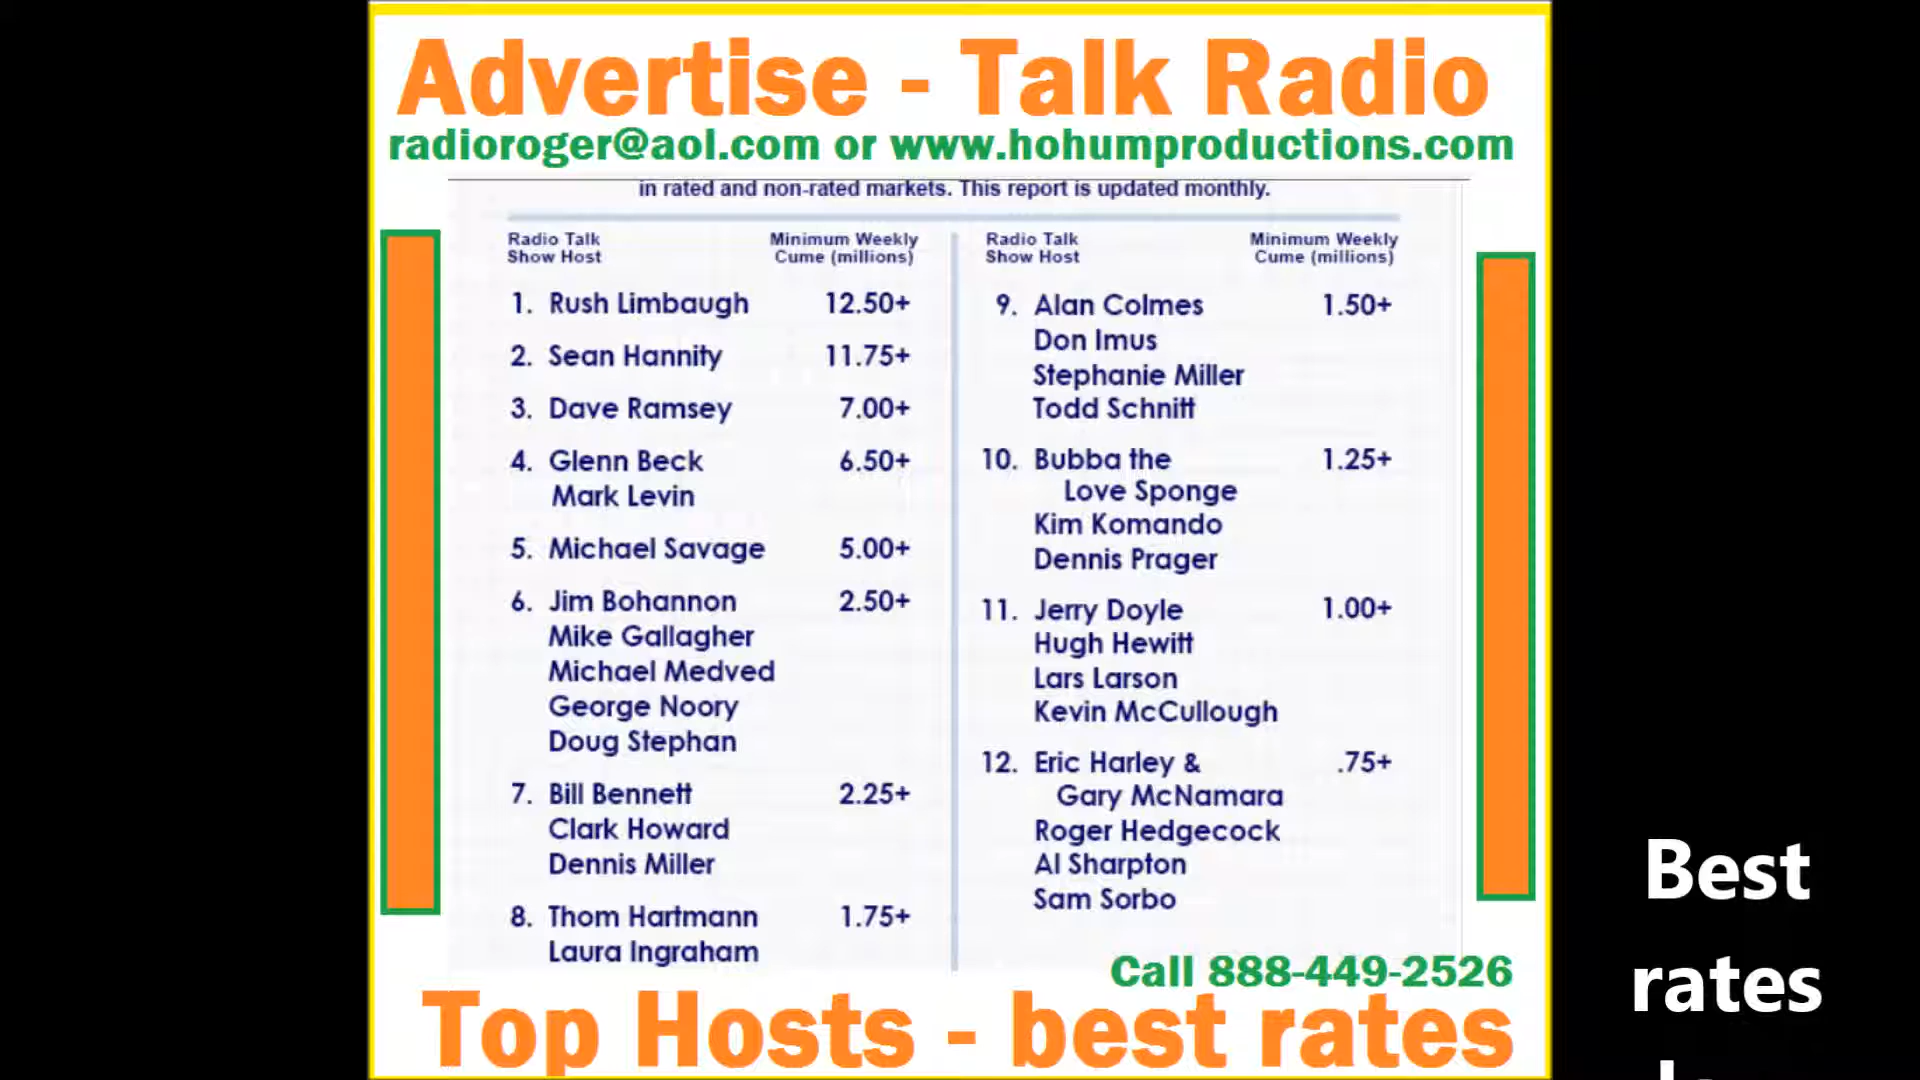 Advertise - Talk Radio
radioroger@aol.com or www.hohumproductions.com
in rated and non-rated markets. This report is updated monthly.
Radio Talk Show Host
Minimum Weekly Cume (millions)
1. Rush Limbaugh 12.50+
2. Sean Hannity 11.75+
3. Dave Ramsey 7.00+
4. Glenn Beck 6.50+
Mark Levin
5. Michael Savage 5.00+
6. Jim Bohannon 2.50+
Mike Gallagher
Michael Medved
George Noory
Doug Stephan
7. Bill Bennett 2.25+
Clark Howard
Dennis Miller
8. Thom Hartmann 1.75+
Laura Ingraham
Radio Talk Show Host
Minimum Weekly Cume (millions)
9. Alan Colmes 1.50+
Don Imus
Stephanie Miller
Todd Schnitt
10. Bubba the 1.25+
Love Sponge
Kim Komando
Dennis Prager
11. Jerry Doyle 1.00+
Hugh Hewitt
Lars Larson
Kevin McCullough
12. Eric Harley & .75+
Gary McNamara
Roger Hedgecock
Al Sharpton
Sam Sorbo
Call 888-449-2526
Top Hosts - best rates
Best
rates